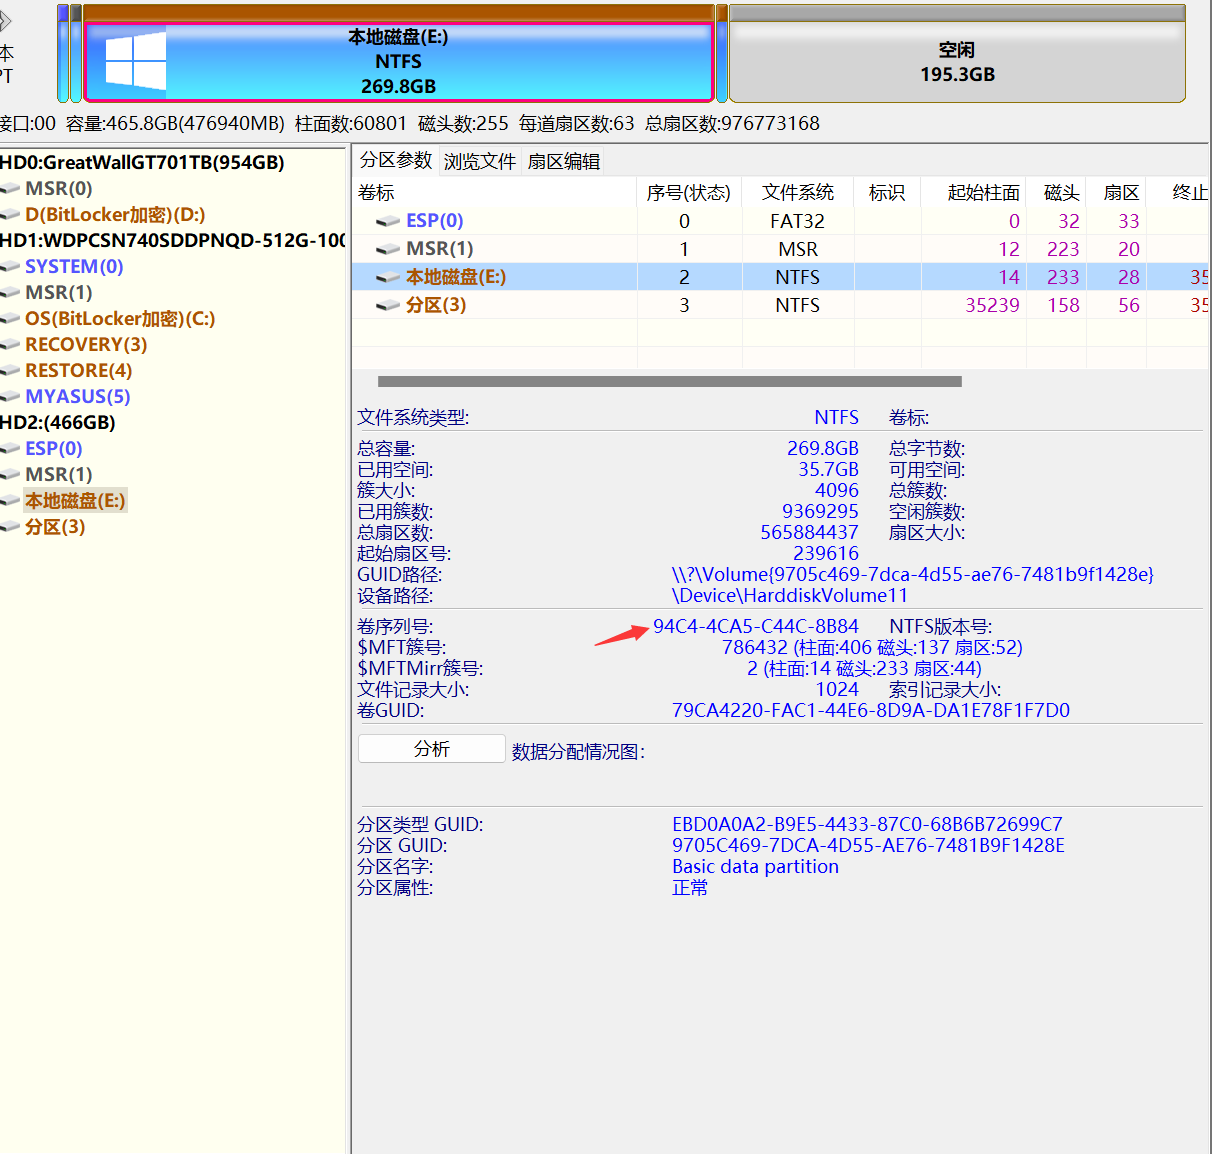 本地磁盘(E:)
NTFS
269.8GB
空闲
195.3GB
本
PT
接口:00 容量:465.8GB(476940MB) 柱面数:60801 磁头数:255 每道扇区数:63 总扇区数:976773168
HD0:GreatWallGT701TB(954GB)
MSR(0)
D(BitLocker加密)(D:)
HD1:WDPCSN740SDDPNQD-512G-100
SYSTEM(0)
MSR(1)
OS(BitLocker加密)(C:)
RECOVERY(3)
RESTORE(4)
MYASUS(5)
HD2:(466GB)
ESP(0)
MSR(1)
本地磁盘(E:)
分区(3)
分区参数 浏览文件 扇区编辑
卷标 序号(状态) 文件系统 标识 起始柱面 磁头 扇区 终止
ESP(0) 0 FAT32 0 32 33
MSR(1) 1 MSR 12 223 20
本地磁盘(E:) 2 NTFS 14 233 28 35
分区(3) 3 NTFS 35239 158 56 35
文件系统类型: NTFS 卷标:
总容量: 269.8GB 总字节数:
已用空间: 35.7GB 可用空间:
簇大小: 4096 总簇数:
已用簇数: 9369295 空闲簇数:
总扇区数: 565884437 扇区大小:
起始扇区号: 239616
GUID路径: \\?\Volume{9705c469-7dca-4d55-ae76-7481b9f1428e}
设备路径: \Device\HarddiskVolume11
卷序列号: 94C4-4CA5-C44C-8B84 NTFS版本号:
$MFT簇号: 786432 (柱面:406 磁头:137 扇区:52)
$MFTMirr簇号: 2 (柱面:14 磁头:233 扇区:44)
文件记录大小: 1024 索引记录大小:
卷GUID: 79CA4220-FAC1-44E6-8D9A-DA1E78F1F7D0
分析 数据分配情况图:
分区类型 GUID: EBD0A0A2-B9E5-4433-87C0-68B6B72699C7
分区 GUID: 9705C469-7DCA-4D55-AE76-7481B9F1428E
分区名字: Basic data partition
分区属性: 正常